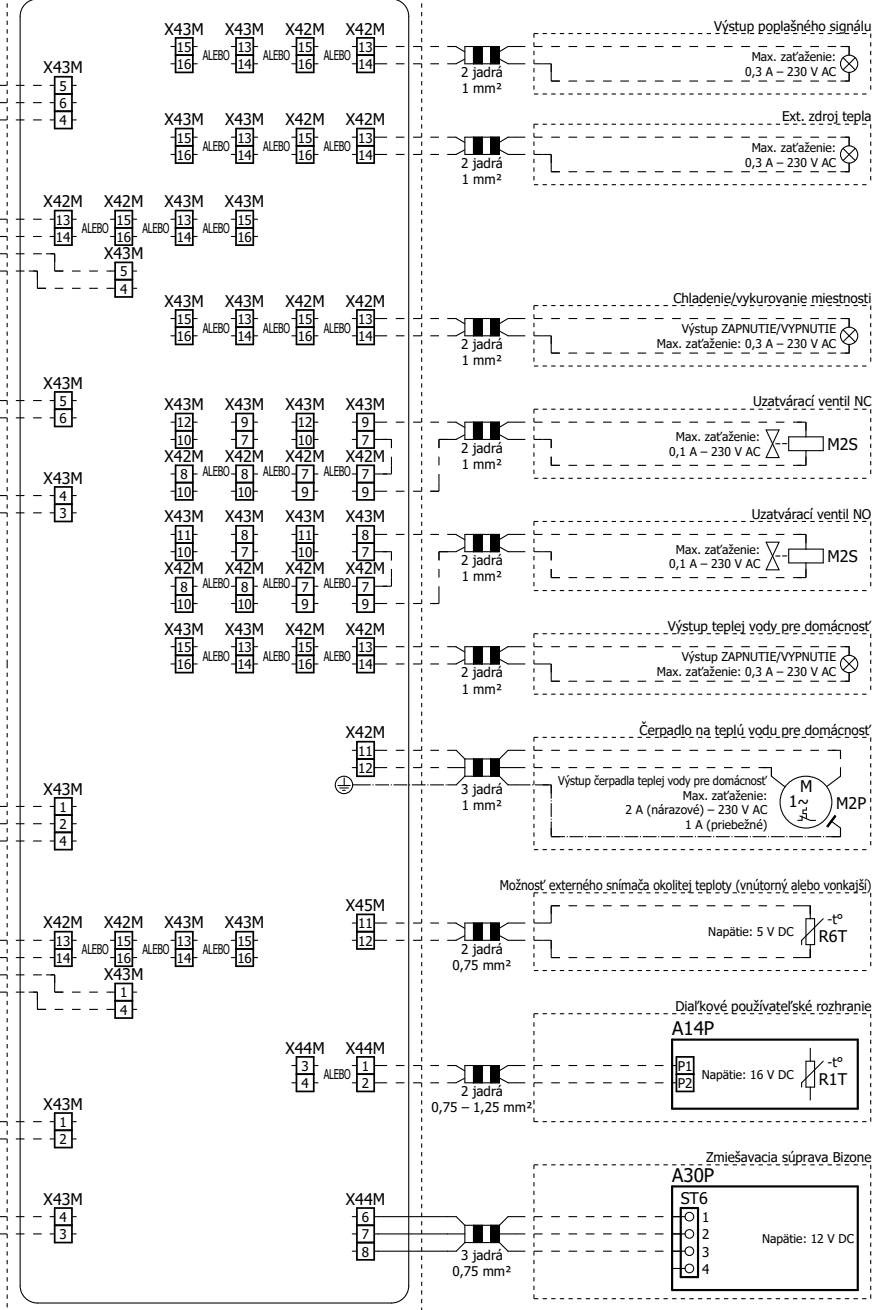 X43M X43M X42M X42M
15 ALEBO 13 ALEBO 15 ALEBO 13
16 14 16 14
2 jadrá
1 mm²
Výstup poplašného signálu
Max. zaťaženie:
0,3 A – 230 V AC
X43M
5
6
4
X43M X43M X42M X42M
15 ALEBO 13 ALEBO 15 ALEBO 13
16 14 16 14
2 jadrá
1 mm²
Ext. zdroj tepla
Max. zaťaženie:
0,3 A – 230 V AC
X42M X42M X43M X43M
13 ALEBO 15 ALEBO 13 ALEBO 15
14 16 14 16
X43M
5
4
X43M X43M X42M X42M
15 ALEBO 13 ALEBO 15 ALEBO 13
16 14 16 14
2 jadrá
1 mm²
Chladenie/vykurovanie miestnosti
Výstup ZAPNUTIE/VYPNUTIE
Max. zaťaženie: 0,3 A – 230 V AC
X43M
5
6
X43M X43M X43M X43M
12 9 12 9
10 7 10 7
X42M ALEBO X42M ALEBO X42M ALEBO X42M
8 8 7 7
10 10 9 9
2 jadrá
1 mm²
Uzatvárací ventil NC
Max. zaťaženie:
0,1 A – 230 V AC
M2S
X43M
4
3
X43M X43M X43M X43M
11 8 11 8
10 7 10 7
X42M ALEBO X42M ALEBO X42M ALEBO X42M
8 8 7 7
10 10 9 9
2 jadrá
1 mm²
Uzatvárací ventil NO
Max. zaťaženie:
0,1 A – 230 V AC
M2S
X43M X43M X42M X42M
15 ALEBO 13 ALEBO 15 ALEBO 13
16 14 16 14
2 jadrá
1 mm²
Výstup teplej vody pre domácnosť
Výstup ZAPNUTIE/VYPNUTIE
Max. zaťaženie: 0,3 A – 230 V AC
X42M
11
12
3 jadrá
1 mm²
Čerpadlo na teplú vodu pre domácnosť
Výstup čerpadla teplej vody pre domácnosť
Max. zaťaženie:
2 A (nárazové) – 230 V AC
1 A (priebežné)
M
1~
M2P
X43M
1
2
4
X45M
11
12
2 jadrá
0,75 mm²
Možnosť externého snímača okolitej teploty (vnútorný alebo vonkajší)
Napätie: 5 V DC
-t°
R6T
X42M X42M X43M X43M
13 ALEBO 15 ALEBO 13 ALEBO 15
14 16 14 16
X43M
1
4
X44M X44M
3 ALEBO 1
4 2
2 jadrá
0,75 – 1,25 mm²
Diaľkové používateľské rozhranie
A14P
P1
P2
Napätie: 16 V DC
-t°
R1T
X43M
1
2
X43M
4
3
X44M
6
7
8
3 jadrá
0,75 mm²
Zmiešavacia súprava Bizone
A30P
ST6
1
2
3
4
Napätie: 12 V DC